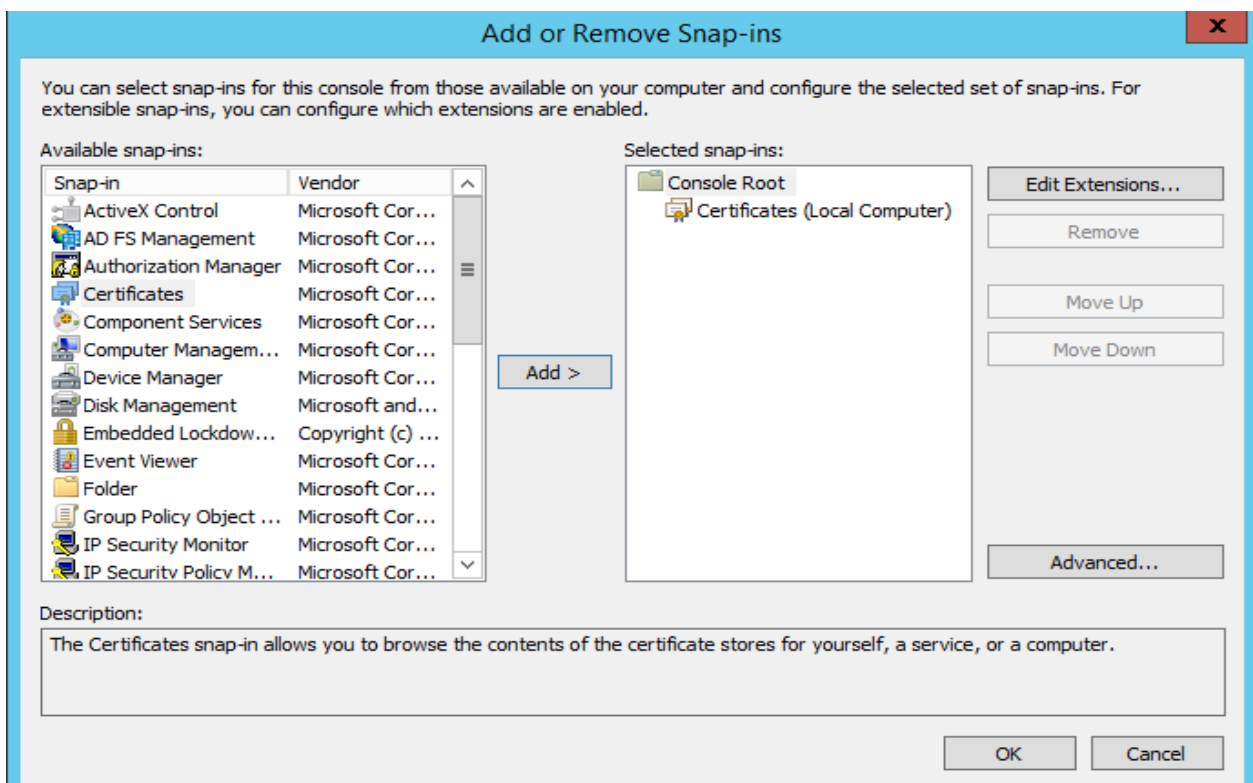 Add or Remove Snap-ins
x
You can select snap-ins for this console from those available on your computer and configure the selected set of snap-ins. For
extensible snap-ins, you can configure which extensions are enabled.
Available snap-ins:
Snap-in Vendor
ActiveX Control Microsoft Cor...
AD FS Management Microsoft Cor...
Authorization Manager Microsoft Cor...
Certificates Microsoft Cor...
Component Services Microsoft Cor...
Computer Managem... Microsoft Cor...
Device Manager Microsoft Cor...
Disk Management Microsoft and...
Embedded Lockdow... Copyright (c) ...
Event Viewer Microsoft Cor...
Folder Microsoft Cor...
Group Policy Object ... Microsoft Cor...
IP Security Monitor Microsoft Cor...
IP Security Policy M... Microsoft Cor...
Add >
Selected snap-ins:
Console Root
Certificates (Local Computer)
Edit Extensions...
Remove
Move Up
Move Down
Advanced...
Description:
The Certificates snap-in allows you to browse the contents of the certificate stores for yourself, a service, or a computer.
OK
Cancel